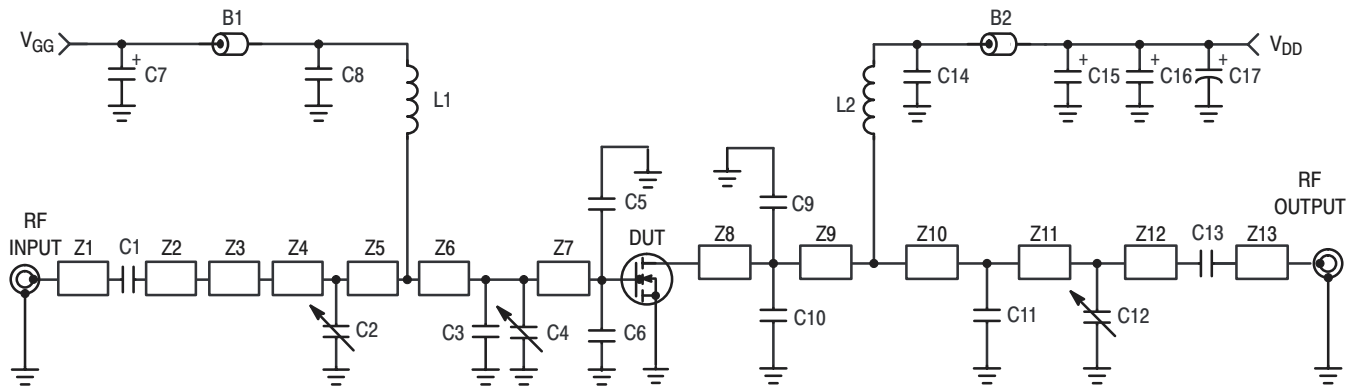 B1
B2
VGG
VDD
+
C7
C8
C14
+
C15
+
C16
+
C17
L1
L2
C5
C9
RF
INPUT
RF
OUTPUT
Z1
C1
Z2
Z3
Z4
Z5
Z6
Z7
DUT
Z8
Z9
Z10
Z11
Z12
C13
Z13
C2
C3
C4
C6
C10
C11
C12